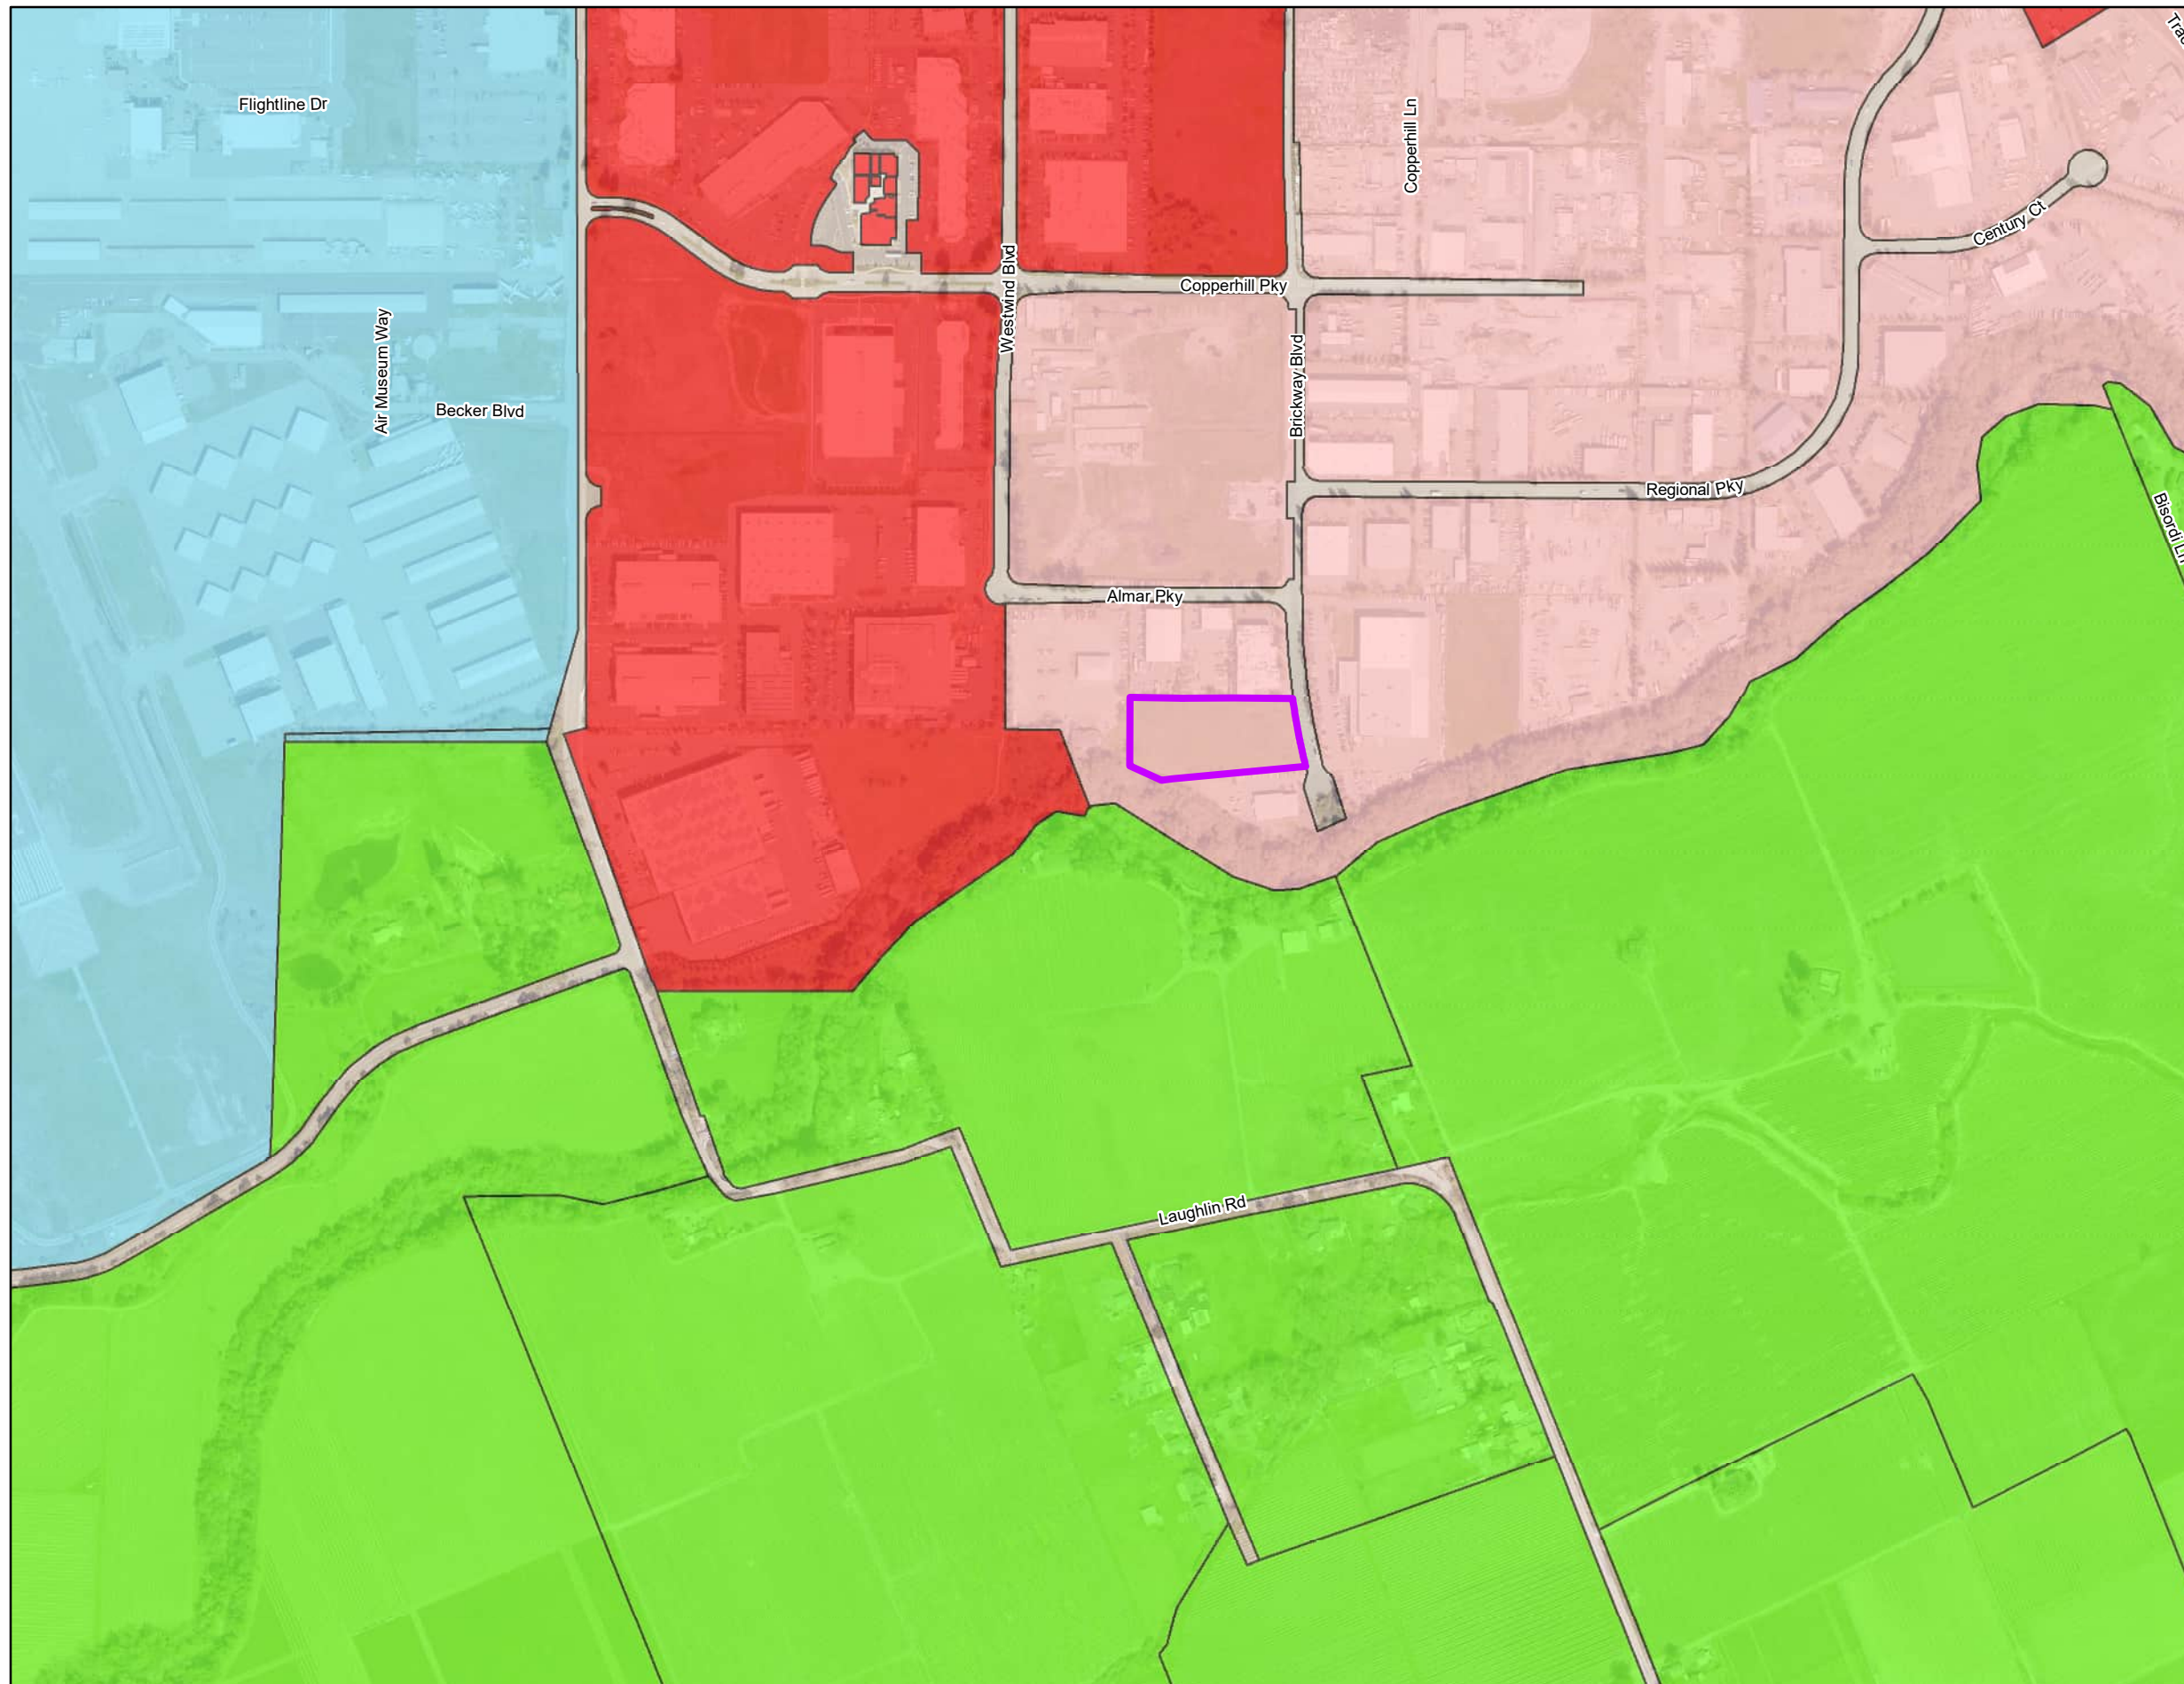 Flightline Dr
Copperhill Ln
Century Ct
Westwind Blvd
Copperhill Pky
Air Museum Way
Becker Blvd
Brickway Blvd
Regional Pky
Bisordi Ln
Almar Pky
Laughlin Rd